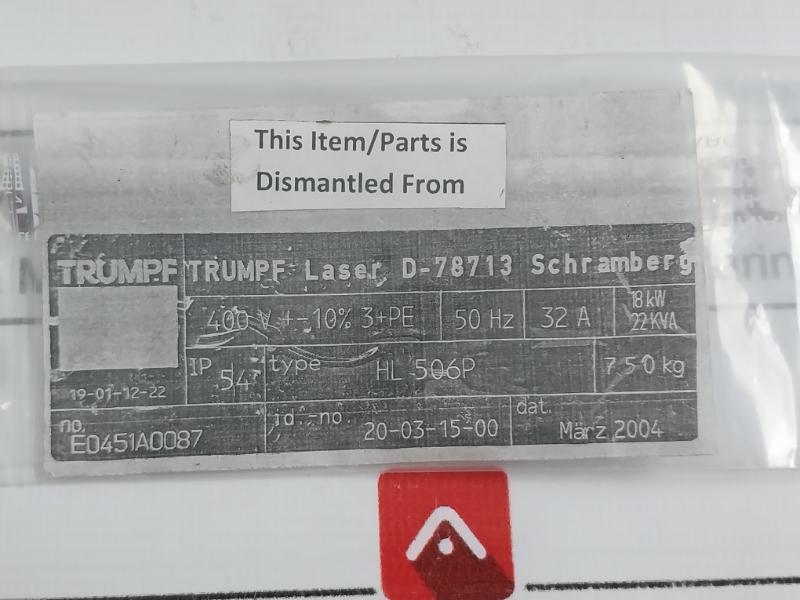 This Item/Parts is
Dismantled From
TRUMPF TRUMPF Laser D-78713 Schramberg
400 V +-10% 3+PE 50 Hz 32 A 18 kW
22 KVA
IP 54 type HL 506P 750 kg
19-01-12-22
no. E0451A0087 id.-no. 20-03-15-00 dat. März 2004